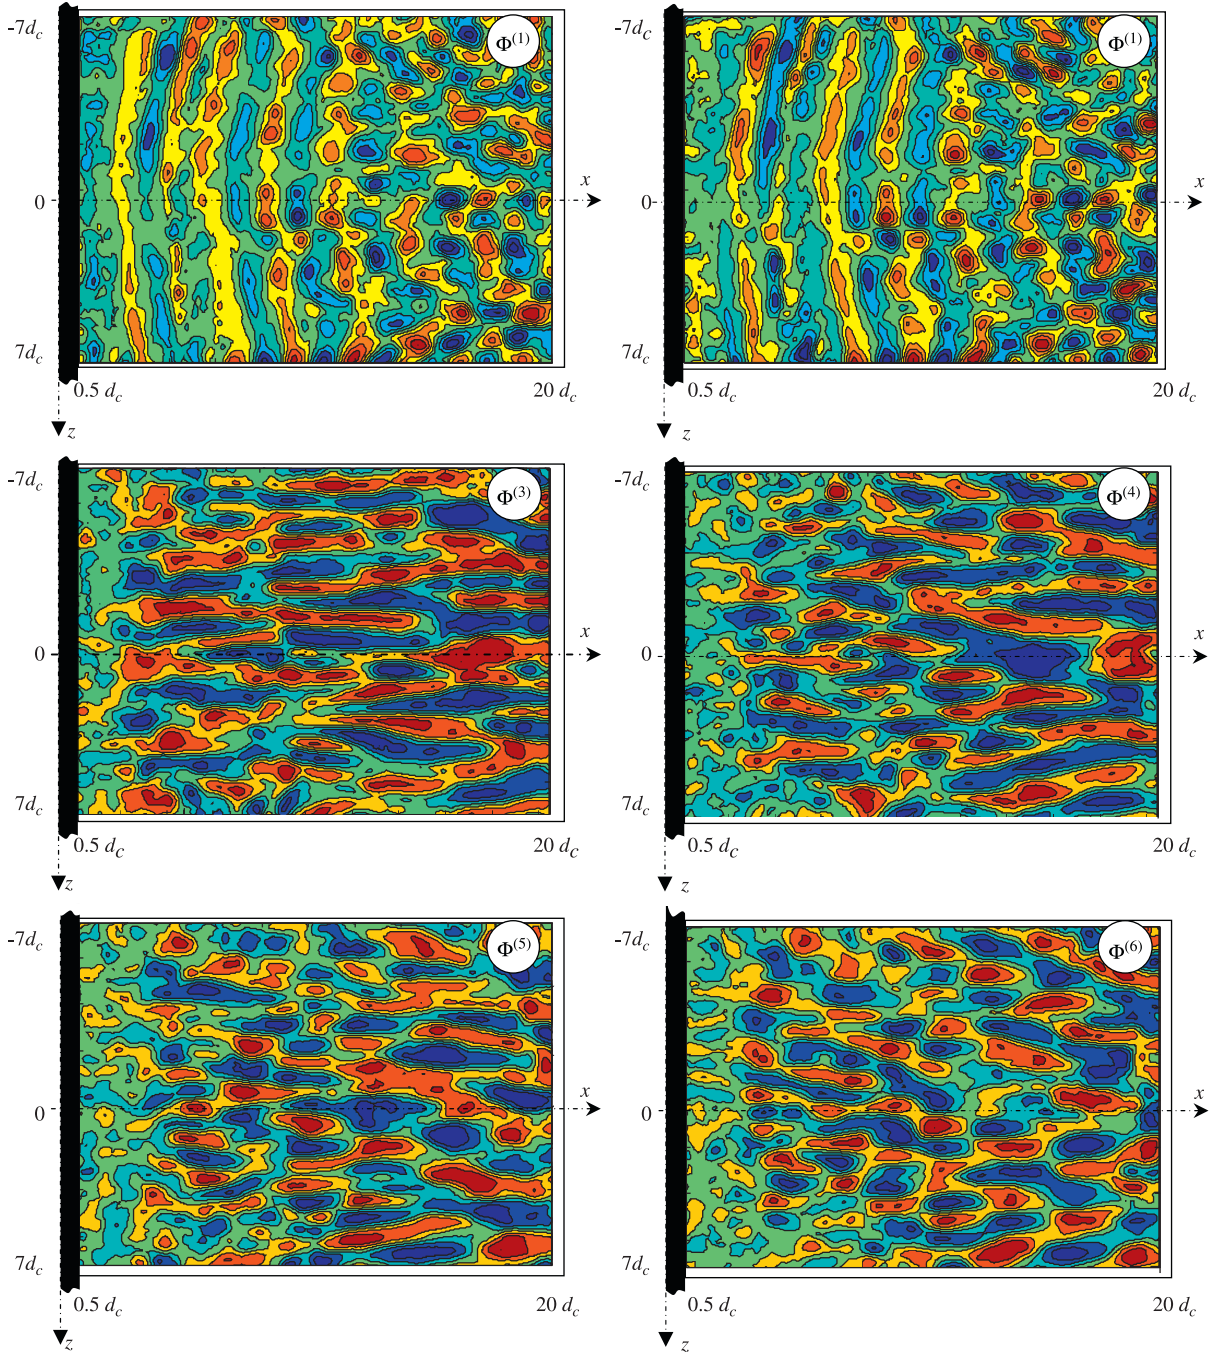 -7d_c Φ^(1) -7d_c Φ^(1)
x x
0 0
7d_c 7d_c
0.5 d_c 20 d_c 0.5 d_c 20 d_c
z z
-7d_c Φ^(3) -7d_c Φ^(4)
x x
0 0
7d_c 7d_c
0.5 d_c 20 d_c 0.5 d_c 20 d_c
z z
-7d_c Φ^(5) -7d_c Φ^(6)
x x
0 0
7d_c 7d_c
0.5 d_c 20 d_c 0.5 d_c 20 d_c
z z